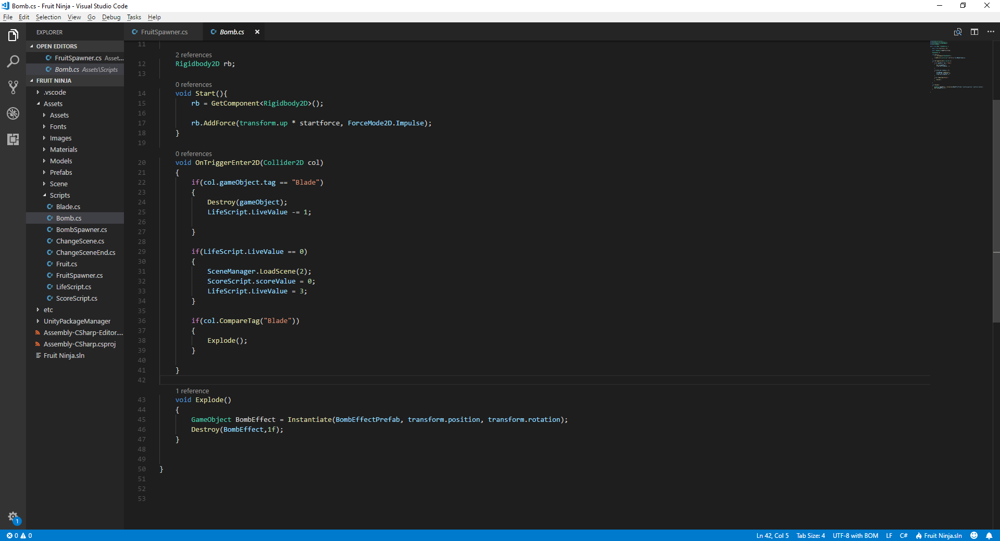 Bomb.cs - Fruit Ninja - Visual Studio Code
File Edit Selection View Go Debug Tasks Help
EXPLORER
OPEN EDITORS
FruitSpawner.cs Asset...
Bomb.cs Assets\Scripts
FRUIT NINJA
.vscode
Assets
Assets
Fonts
Images
Materials
Models
Prefabs
Scene
Scripts
Blade.cs
Bomb.cs
BombSpawner.cs
ChangeScene.cs
ChangeSceneEnd.cs
Fruit.cs
FruitSpawner.cs
LifeScript.cs
ScoreScript.cs
etc
UnityPackageManager
Assembly-CSharp-Editor....
Assembly-CSharp.csproj
Fruit Ninja.sln
1
FruitSpawner.cs Bomb.cs
11
2 references
12 Rigidbody2D rb;
13
0 references
14 void Start(){
15 rb = GetComponent<Rigidbody2D>();
16
17 rb.AddForce(transform.up * startforce, ForceMode2D.Impulse);
18 }
19
0 references
20 void OnTriggerEnter2D(Collider2D col)
21 {
22 if(col.gameObject.tag == "Blade")
23 {
24 Destroy(gameObject);
25 LifeScript.LiveValue -= 1;
26
27 }
28
29 if(LifeScript.LiveValue == 0)
30 {
31 SceneManager.LoadScene(2);
32 ScoreScript.scoreValue = 0;
33 LifeScript.LiveValue = 3;
34 }
35
36 if(col.CompareTag("Blade"))
37 {
38 Explode();
39 }
40
41 }
42
1 reference
43 void Explode()
44 {
45 GameObject BombEffect = Instantiate(BombEffectPrefab, transform.position, transform.rotation);
46 Destroy(BombEffect,1f);
47 }
48
49
50 }
51
52
53
0 0 Ln 42, Col 5 Tab Size: 4 UTF-8 with BOM LF C# Fruit Ninja.sln